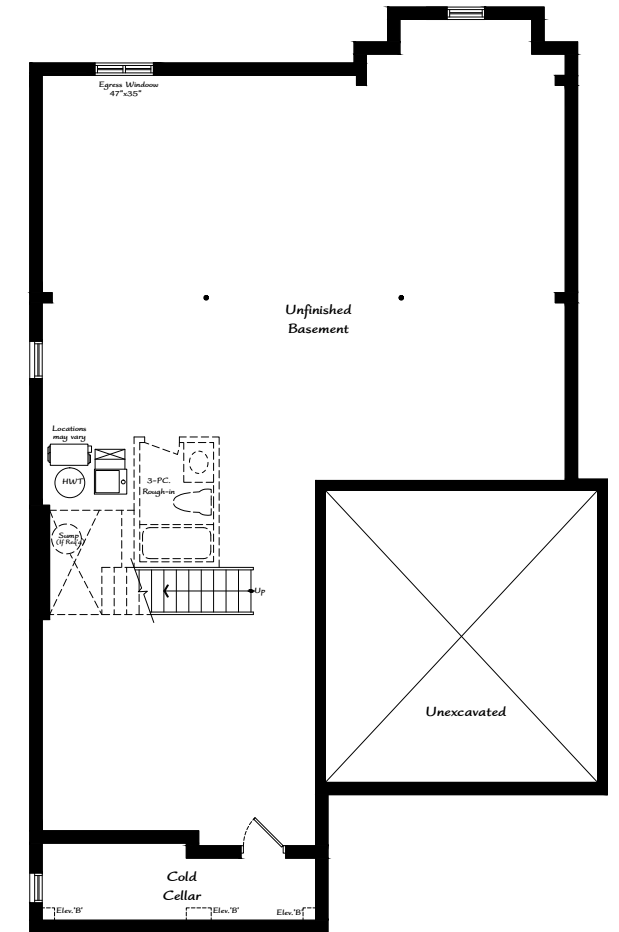 Egress Windoow
47"x35"
Unfinished
Basement
Locations
may vary
HWT
3-PC.
Rough-in
Sump
(If Req'd)
Up
Unexcavated
Cold
Cellar
Elev.'B'
Elev.'B'
Elev.'B'